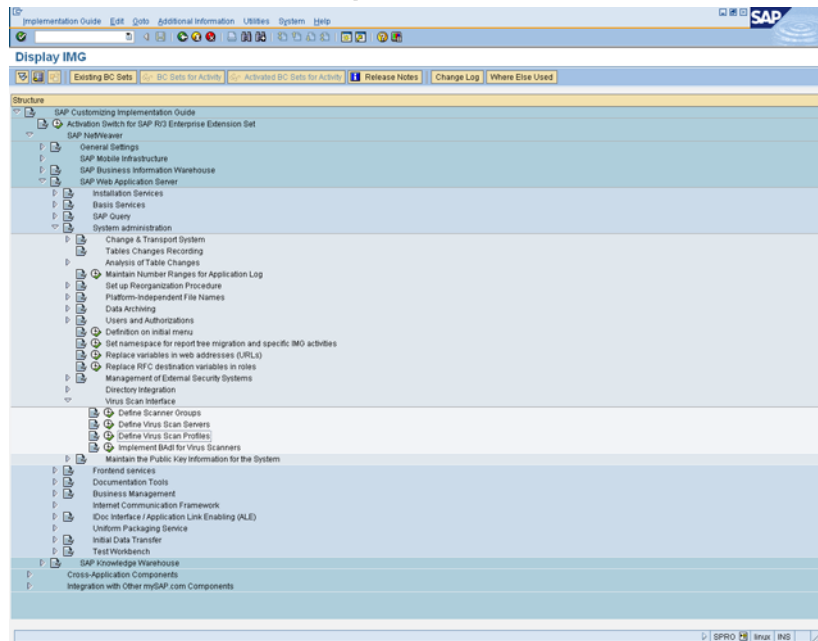 Implementation Guide Edit Goto Additional Information Utilities System Help
SAP
Display IMG
Existing BC Sets BC Sets for Activity Activated BC Sets for Activity Release Notes Change Log Where Else Used
Structure
SAP Customizing Implementation Guide
Activation Switch for SAP R/3 Enterprise Extension Set
SAP NetWeaver
General Settings
SAP Mobile Infrastructure
SAP Business Information Warehouse
SAP Web Application Server
Installation Services
Basis Services
SAP Query
System administration
Change & Transport System
Tables Changes Recording
Analysis of Table Changes
Maintain Number Ranges for Application Log
Set up Reorganization Procedure
Platform-Independent File Names
Data Archiving
Users and Authorizations
Definition on initial menu
Set namespace for report tree migration and specific IMG activities
Replace variables in web addresses (URLs)
Replace RFC destination variables in roles
Management of External Security Systems
Directory Integration
Virus Scan Interface
Define Scanner Groups
Define Virus Scan Servers
Define Virus Scan Profiles
Implement BAdI for Virus Scanners
Maintain the Public Key Information for the System
Frontend services
Documentation Tools
Business Management
Internet Communication Framework
IDoc Interface / Application Link Enabling (ALE)
Uniform Packaging Service
Initial Data Transfer
Test Workbench
SAP Knowledge Warehouse
Cross-Application Components
Integration with Other mySAP.com Components
SPRO linux INS